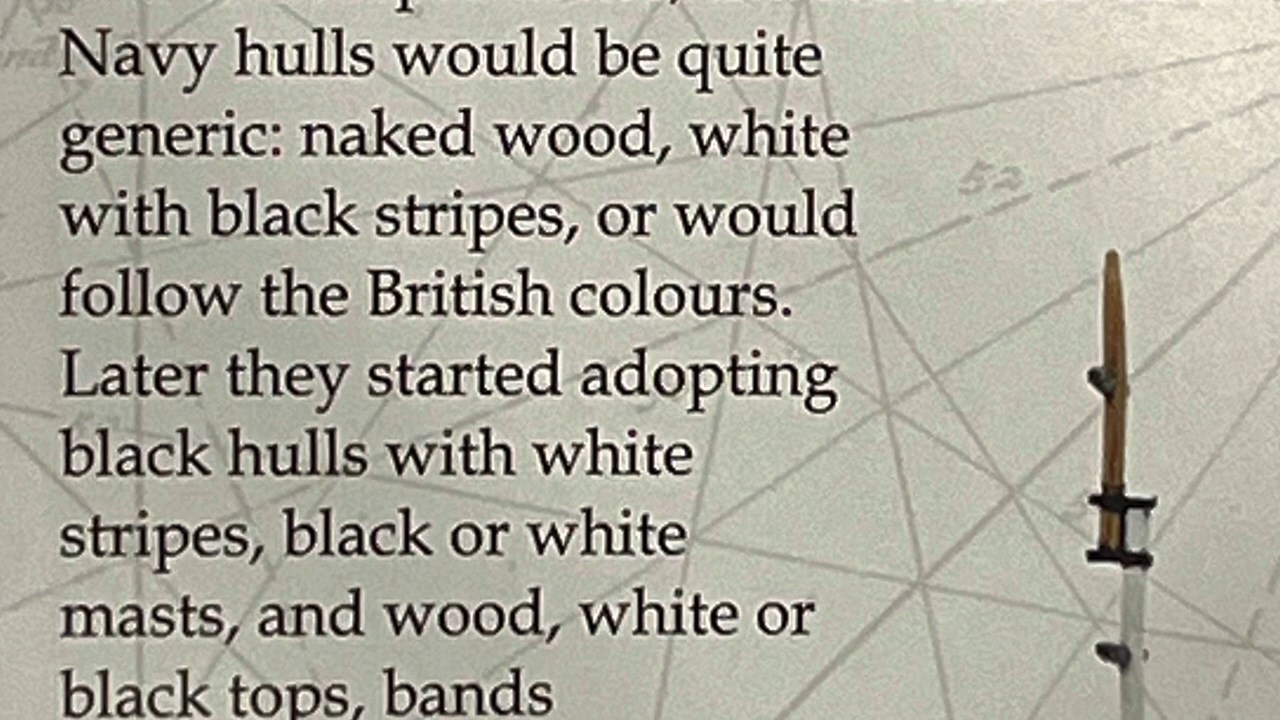 Navy hulls would be quite
generic: naked wood, white
with black stripes, or would
follow the British colours.
Later they started adopting
black hulls with white
stripes, black or white
masts, and wood, white or
black tops, bands
52